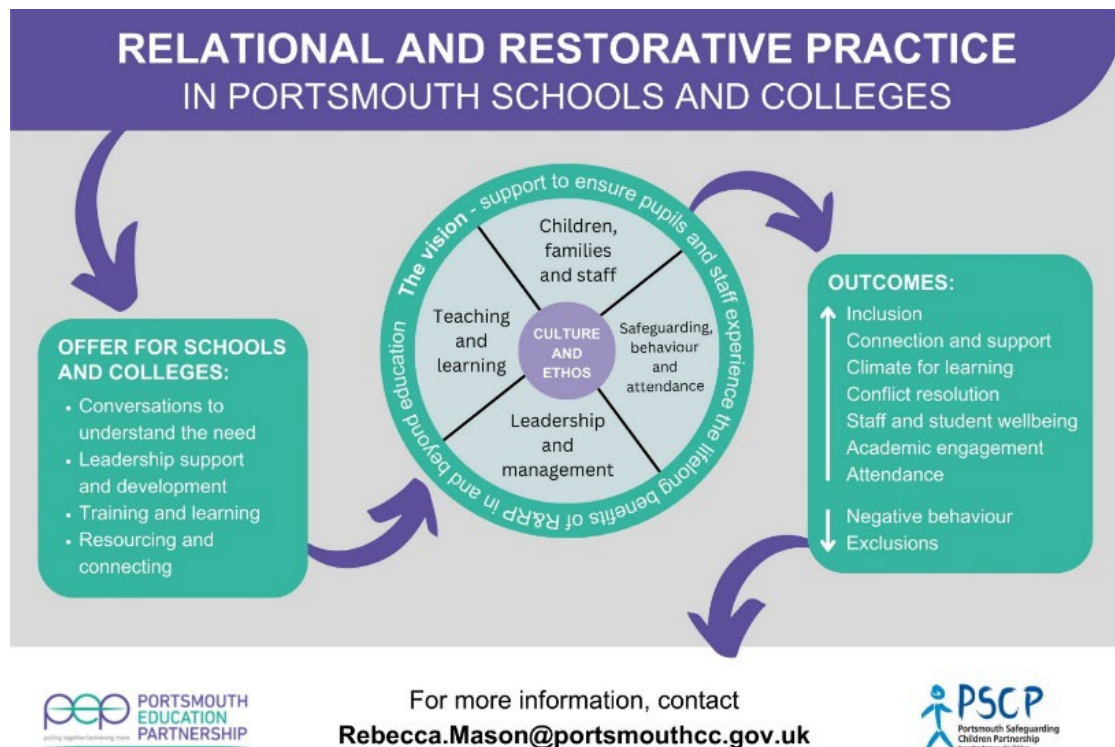 RELATIONAL AND RESTORATIVE PRACTICE
IN PORTSMOUTH SCHOOLS AND COLLEGES
OFFER FOR SCHOOLS
AND COLLEGES:
• Conversations to
understand the need
• Leadership support
and development
• Training and learning
• Resourcing and
connecting
The vision - support to ensure pupils and staff experience the lifelong benefits of R&RP in and beyond education
Children,
families
and staff
Teaching
and
learning
CULTURE
AND
ETHOS
Safeguarding,
behaviour
and
attendance
Leadership
and
management
OUTCOMES:
Inclusion
Connection and support
Climate for learning
Conflict resolution
Staff and student wellbeing
Academic engagement
Attendance
Negative behaviour
Exclusions
pep PORTSMOUTH
EDUCATION
PARTNERSHIP
pulling together achieving more
For more information, contact
Rebecca.Mason@portsmouthcc.gov.uk
PSCP
Portsmouth Safeguarding
Children Partnership